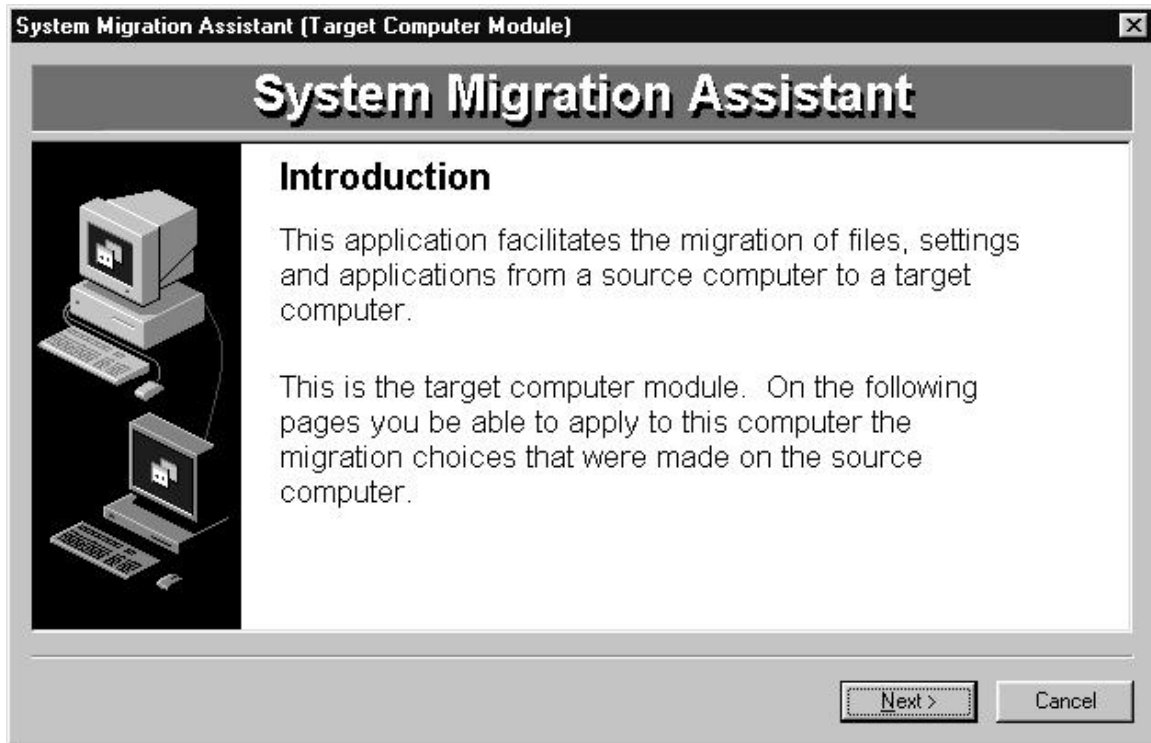 System Migration Assistant (Target Computer Module)
System Migration Assistant
Introduction
This application facilitates the migration of files, settings
and applications from a source computer to a target
computer.
This is the target computer module.  On the following
pages you be able to apply to this computer the
migration choices that were made on the source
computer.
Next >
Cancel